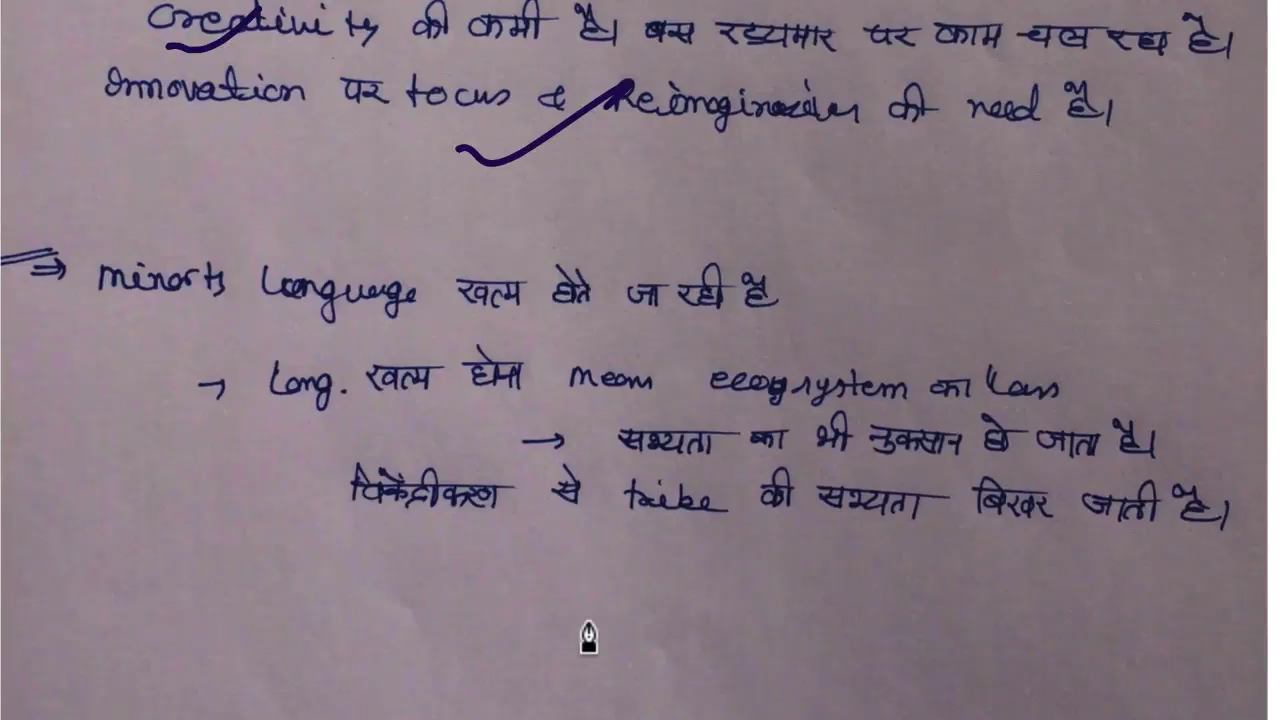 Creativity की कमी है। बस रट्टामार पर काम चल रहा है।
Innovation पर focus & Reimagination की need है।
⇒ minorty Language खत्म होते जा रही है
→ Lang. खत्म होना mean ecosystem का loss
→ सभ्यता का भी नुकसान हो जाता है।
विकेंद्रीकरण से tribe की सभ्यता बिखर जाती है।